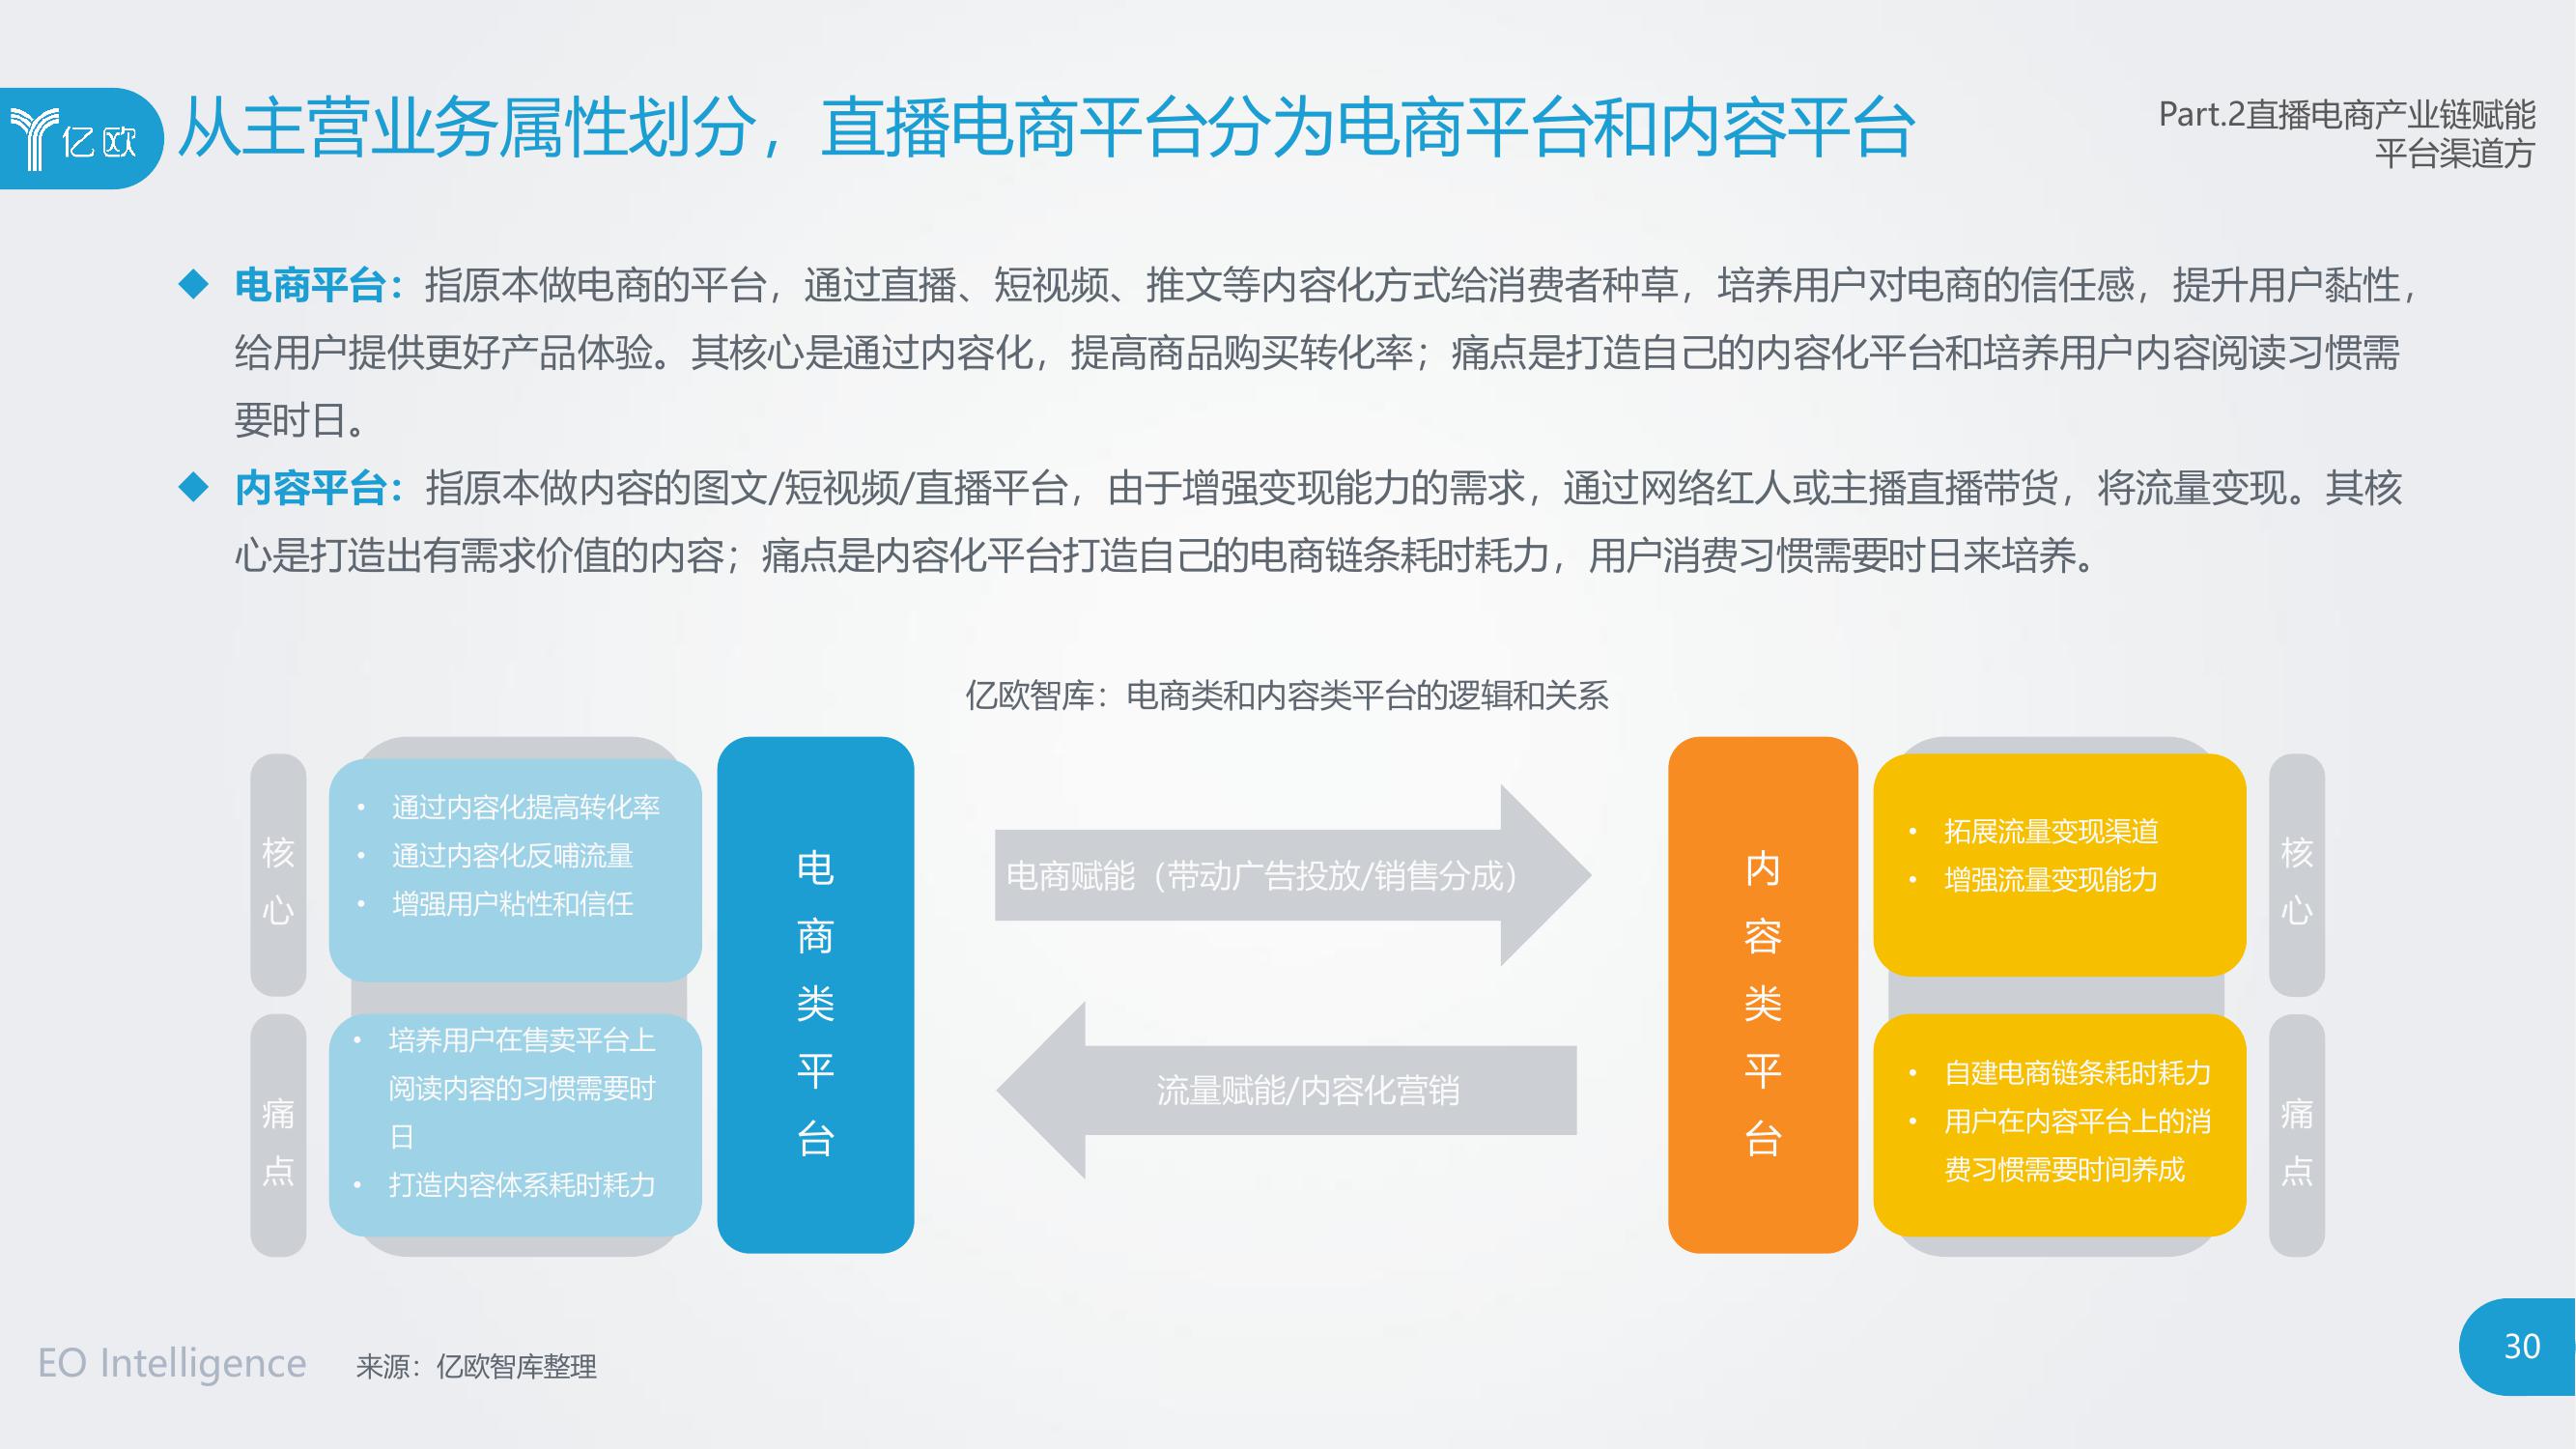 亿欧
从主营业务属性划分，直播电商平台分为电商平台和内容平台
Part.2直播电商产业链赋能
平台渠道方
◆ 电商平台：指原本做电商的平台，通过直播、短视频、推文等内容化方式给消费者种草，培养用户对电商的信任感，提升用户黏性，
给用户提供更好产品体验。其核心是通过内容化，提高商品购买转化率；痛点是打造自己的内容化平台和培养用户内容阅读习惯需
要时日。
◆ 内容平台：指原本做内容的图文/短视频/直播平台，由于增强变现能力的需求，通过网络红人或主播直播带货，将流量变现。其核
心是打造出有需求价值的内容；痛点是内容化平台打造自己的电商链条耗时耗力，用户消费习惯需要时日来培养。
亿欧智库：电商类和内容类平台的逻辑和关系
核
心
• 通过内容化提高转化率
• 通过内容化反哺流量
• 增强用户粘性和信任
痛
点
• 培养用户在售卖平台上
阅读内容的习惯需要时
日
• 打造内容体系耗时耗力
电
商
类
平
台
电商赋能（带动广告投放/销售分成）
流量赋能/内容化营销
内
容
类
平
台
• 拓展流量变现渠道
• 增强流量变现能力
核
心
• 自建电商链条耗时耗力
• 用户在内容平台上的消
费习惯需要时间养成
痛
点
EO Intelligence
来源：亿欧智库整理
30